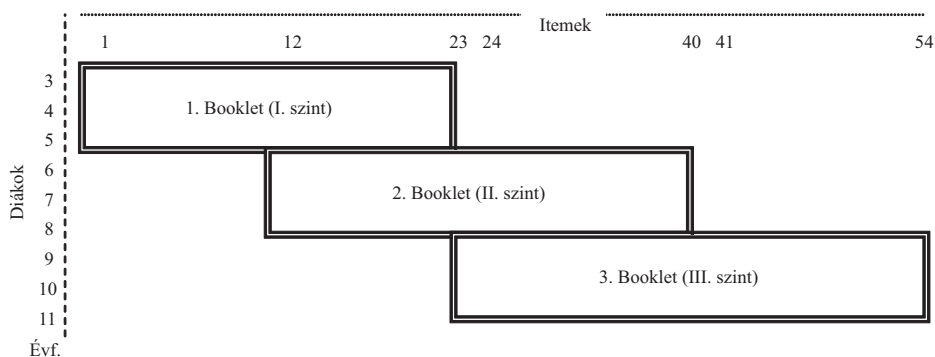 Itemek
1 12 23 24 40 41 54
3
4
5
6
7
8
9
10
11
Évf.
Diákok
1. Booklet (I. szint)
2. Booklet (II. szint)
3. Booklet (III. szint)